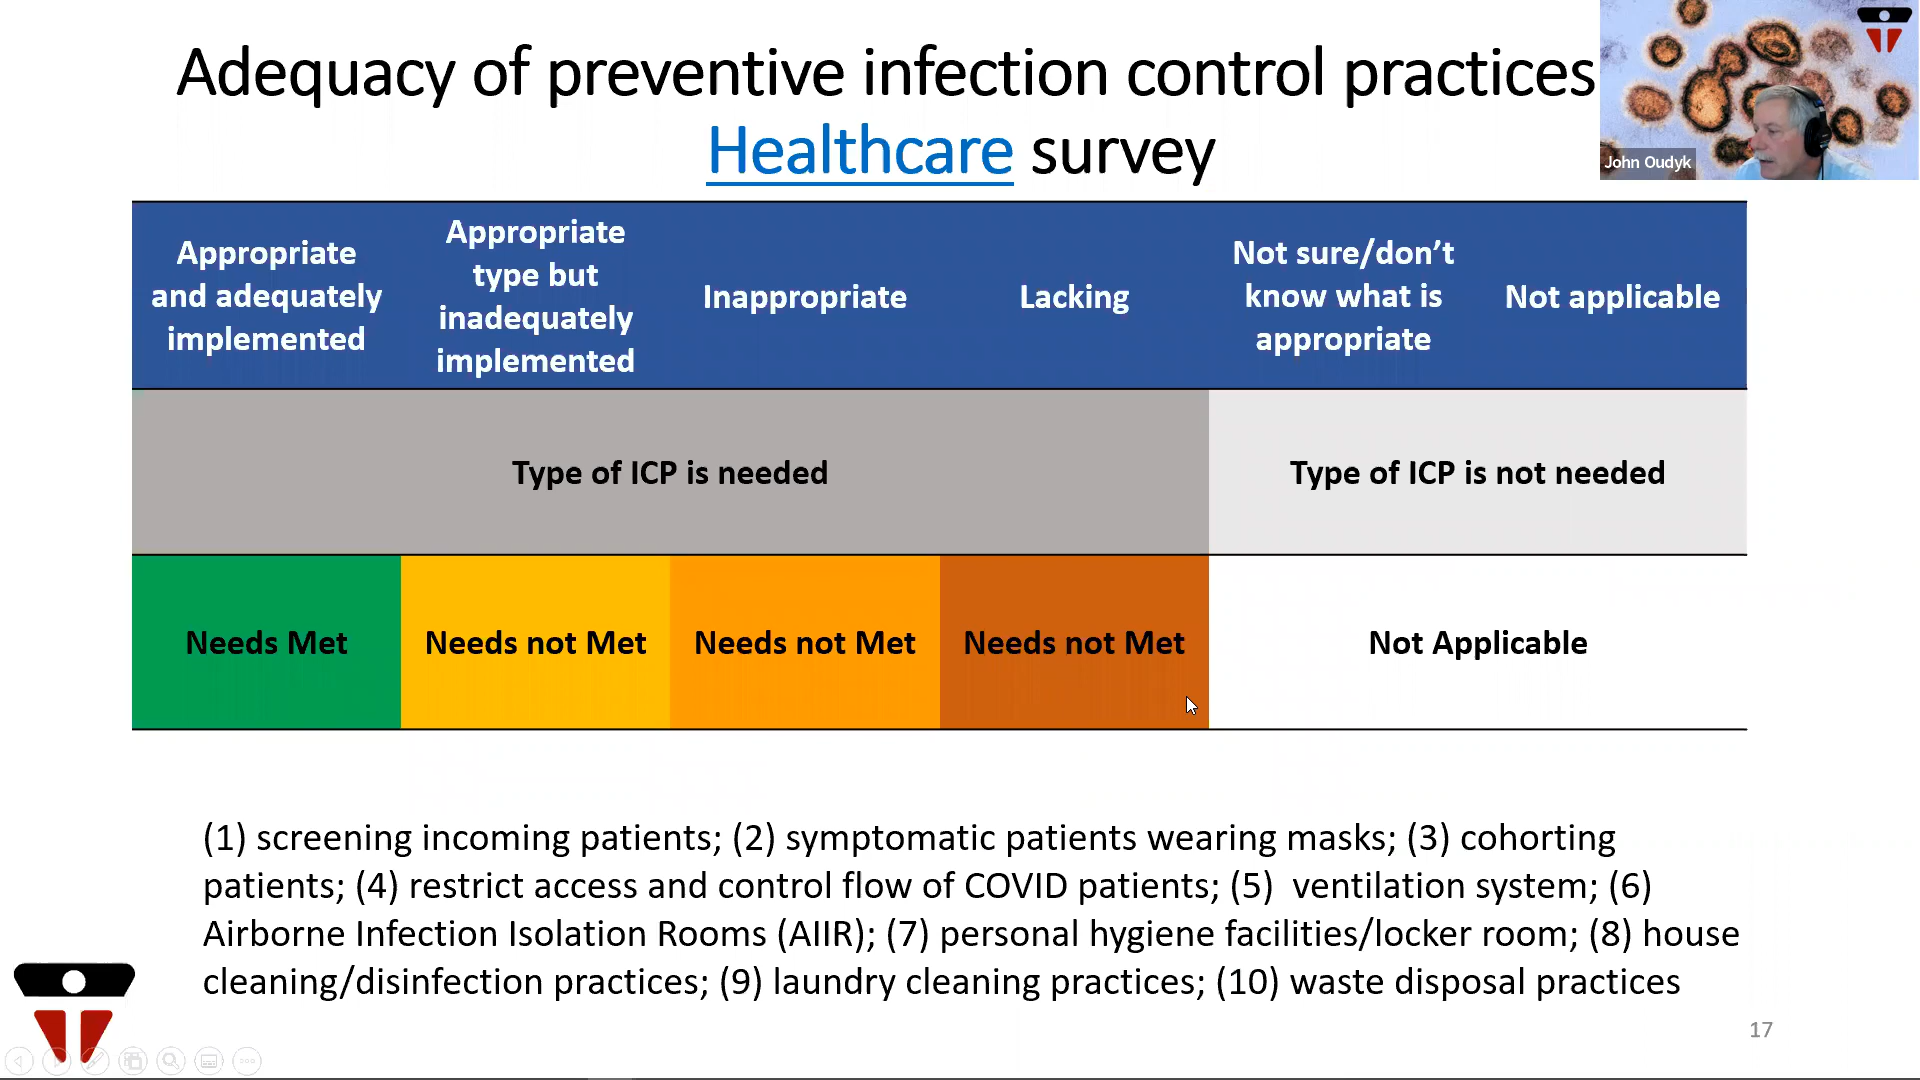 Adequacy of preventive infection control practices
Healthcare survey
John Oudyk
Appropriate
and adequately
implemented
Appropriate
type but
inadequately
implemented
Inappropriate
Lacking
Not sure/don’t
know what is
appropriate
Not applicable
Type of ICP is needed
Type of ICP is not needed
Needs Met
Needs not Met
Needs not Met
Needs not Met
Not Applicable
(1) screening incoming patients; (2) symptomatic patients wearing masks; (3) cohorting
patients; (4) restrict access and control flow of COVID patients; (5) ventilation system; (6)
Airborne Infection Isolation Rooms (AIIR); (7) personal hygiene facilities/locker room; (8) house
cleaning/disinfection practices; (9) laundry cleaning practices; (10) waste disposal practices
17